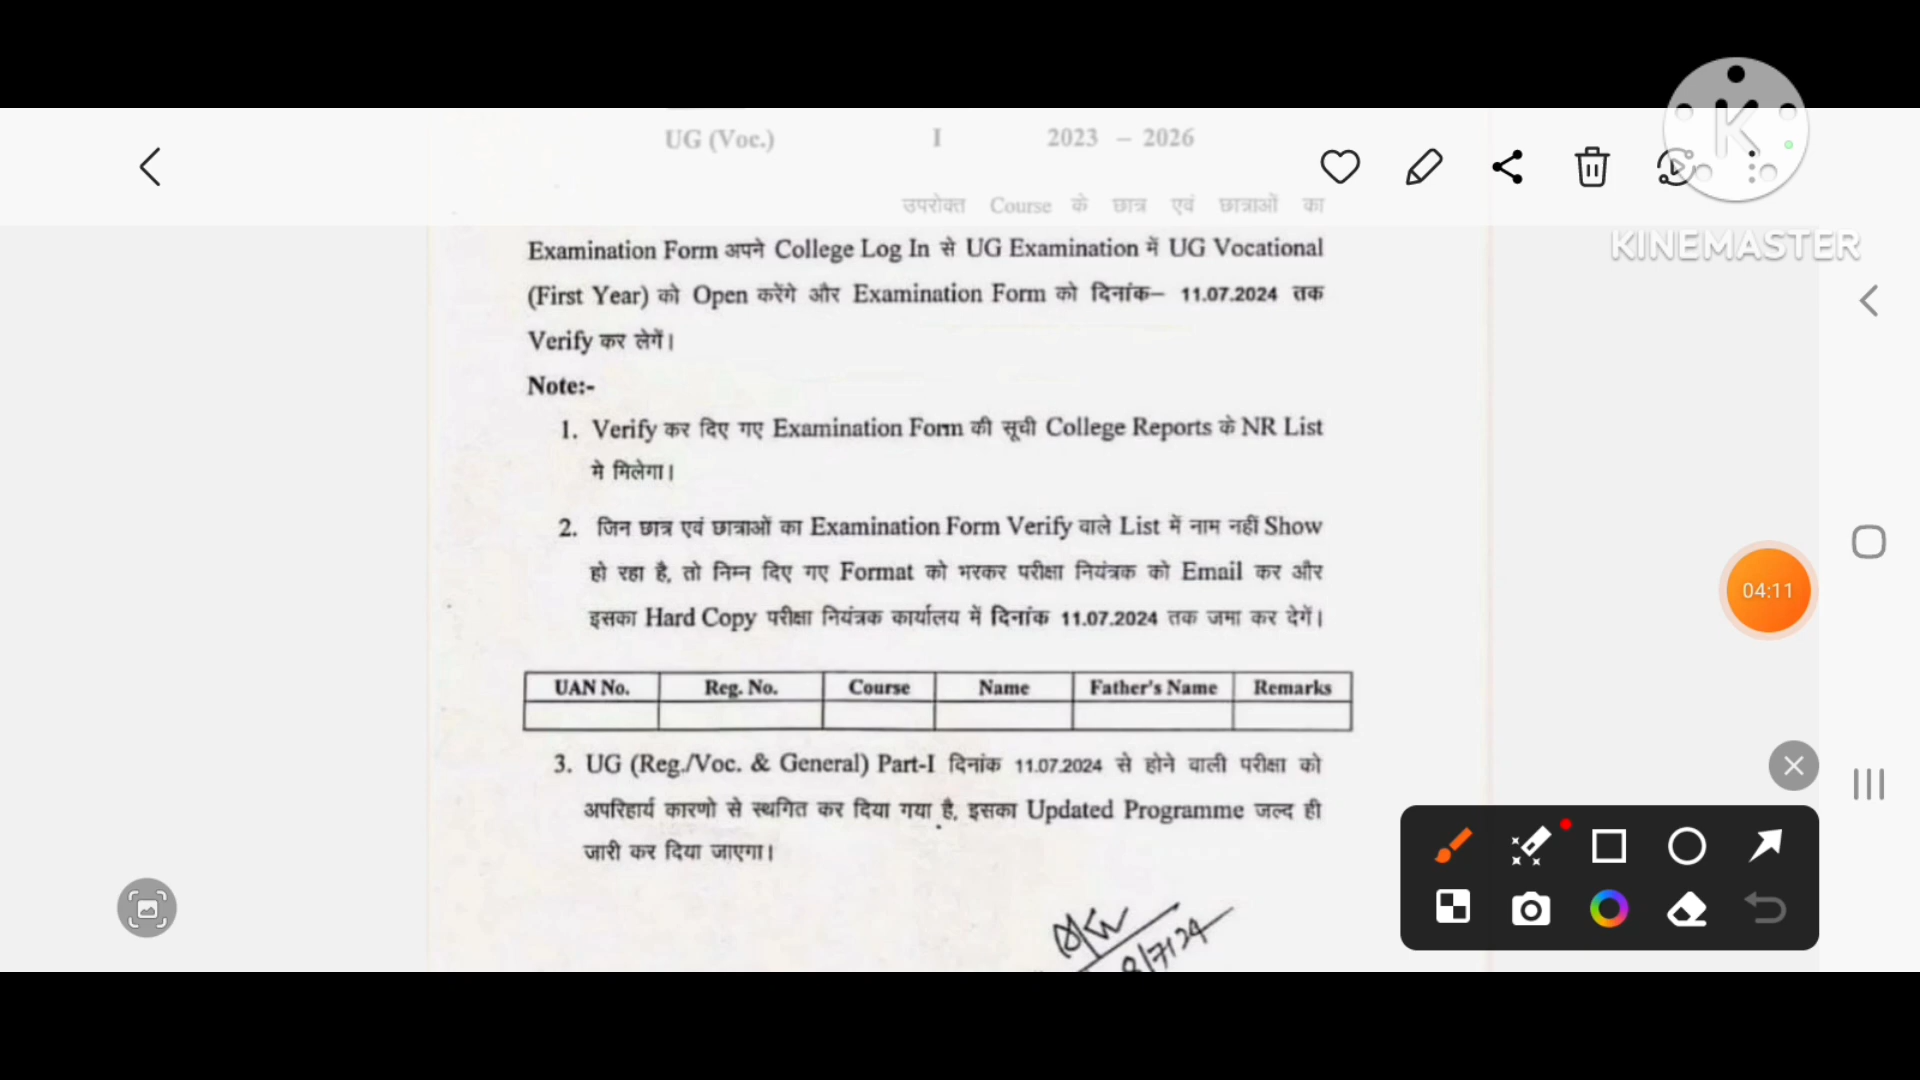 UG (Voc.) I 2023 – 2026
उपरोक्त Course के छात्र एवं छात्राओं का
KINEMASTER
Examination Form अपने College Log In से UG Examination में UG Vocational
(First Year) को Open करेंगे और Examination Form को दिनांक– 11.07.2024 तक
Verify कर लेगें।
Note:-
1. Verify कर दिए गए Examination Form की सूची College Reports के NR List
मे मिलेगा।
2. जिन छात्र एवं छात्राओं का Examination Form Verify वाले List में नाम नहीं Show
हो रहा है, तो निम्न दिए गए Format को भरकर परीक्षा नियंत्रक को Email कर और
इसका Hard Copy परीक्षा नियंत्रक कार्यालय में दिनांक 11.07.2024 तक जमा कर देगें।
04:11
UAN No. Reg. No. Course Name Father's Name Remarks
3. UG (Reg./Voc. & General) Part-I दिनांक 11.07.2024 से होने वाली परीक्षा को
अपरिहार्य कारणो से स्थगित कर दिया गया है, इसका Updated Programme जल्द ही
जारी कर दिया जाएगा।
8/7/24